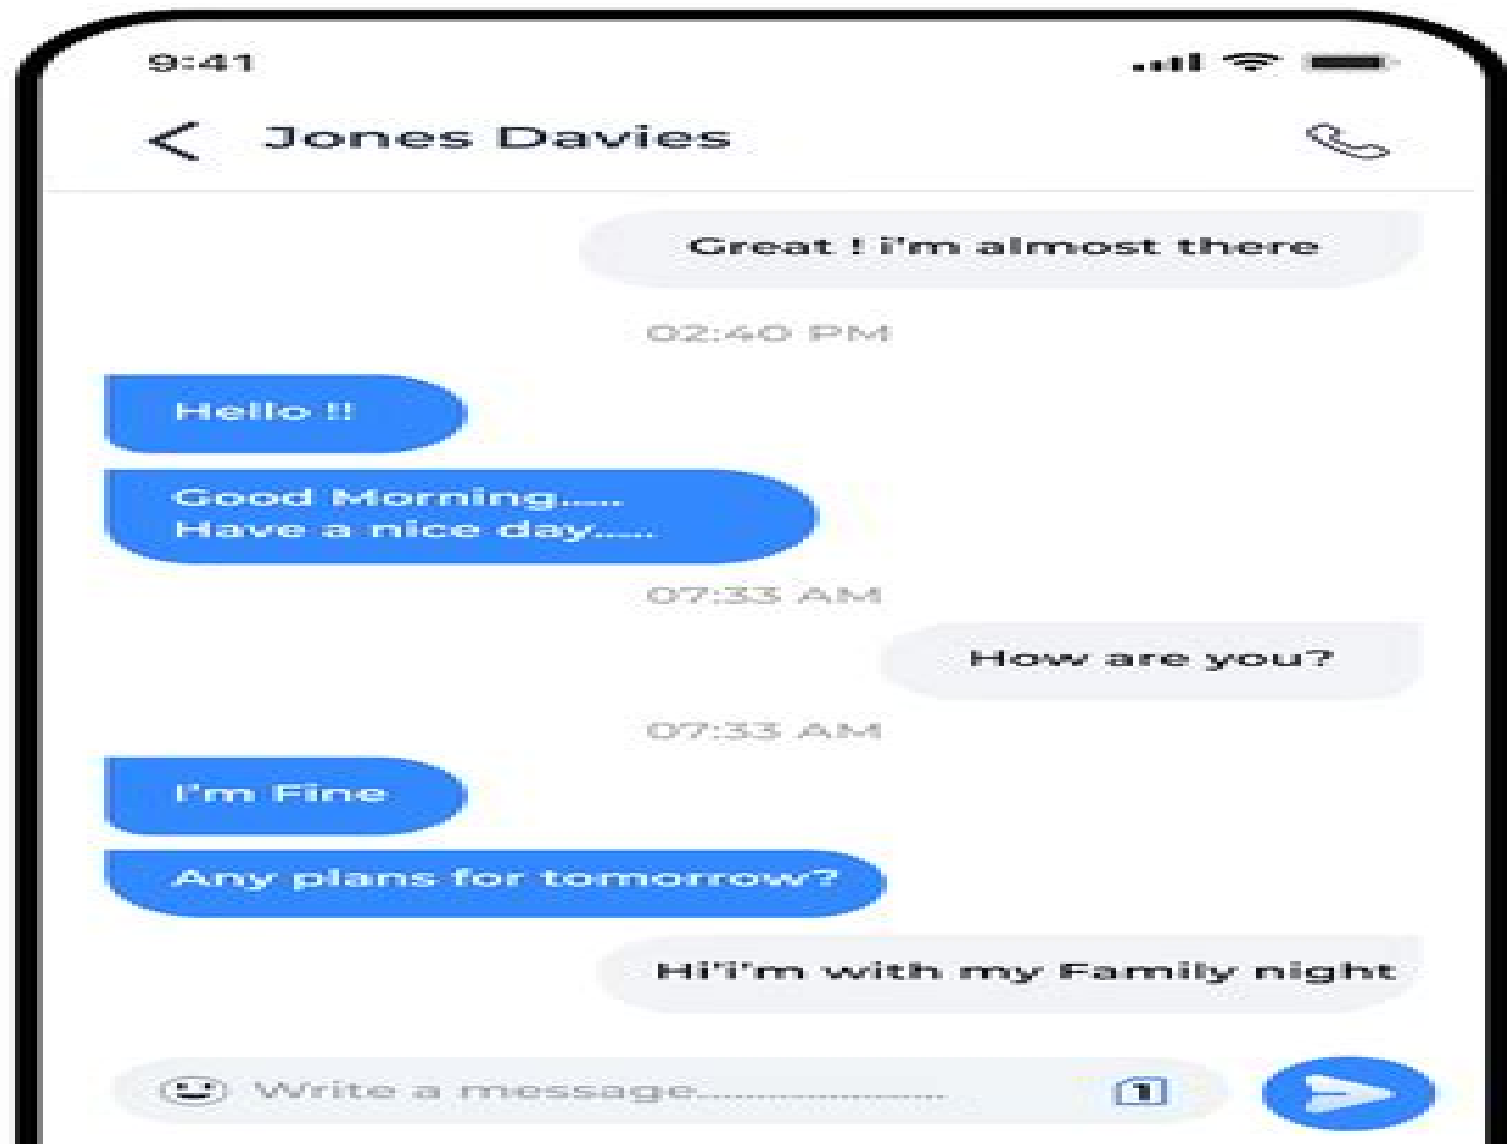 9:41
Jones Davies
Great ! i'm almost there
02:40 PM
Hello !!
Good Morning.....
Have a nice day.....
07:33 AM
How are you?
07:33 AM
I'm Fine
Any plans for tomorrow?
Hi'i'm with my Family night
Write a message......................
1